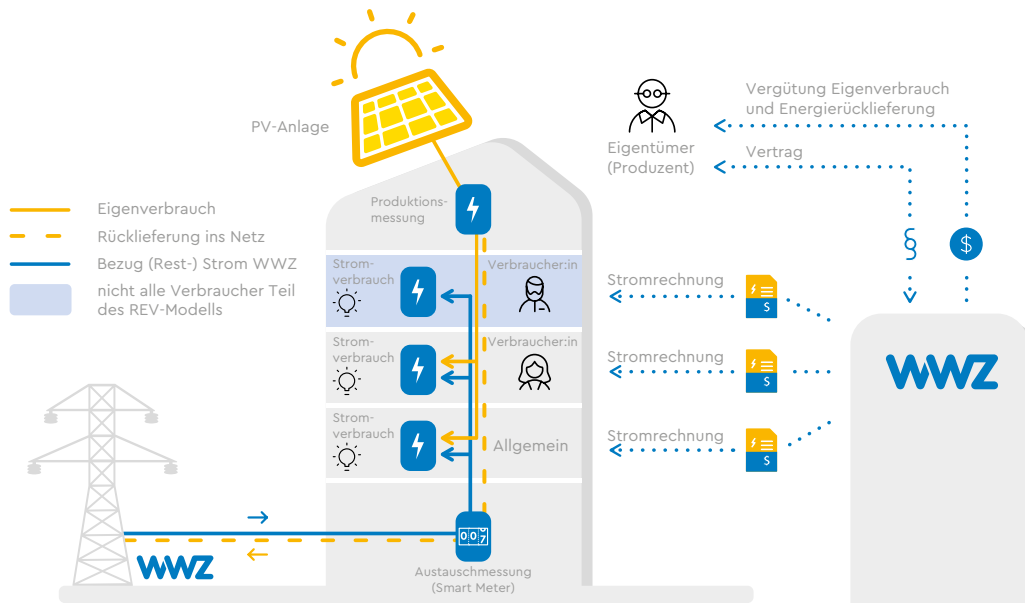 PV-Anlage
Vergütung Eigenverbrauch
und Energierücklieferung
Eigentümer
(Produzent)
Vertrag
§
$
Produktions-
messung
Eigenverbrauch
Rücklieferung ins Netz
Bezug (Rest-) Strom WWZ
nicht alle Verbraucher Teil
des REV-Modells
Strom-
verbrauch
Verbraucher:in
Stromrechnung
S
Strom-
verbrauch
Verbraucher:in
Stromrechnung
S
WWZ
Strom-
verbrauch
Allgemein
Stromrechnung
S
007
WWZ
Austauschmessung
(Smart Meter)